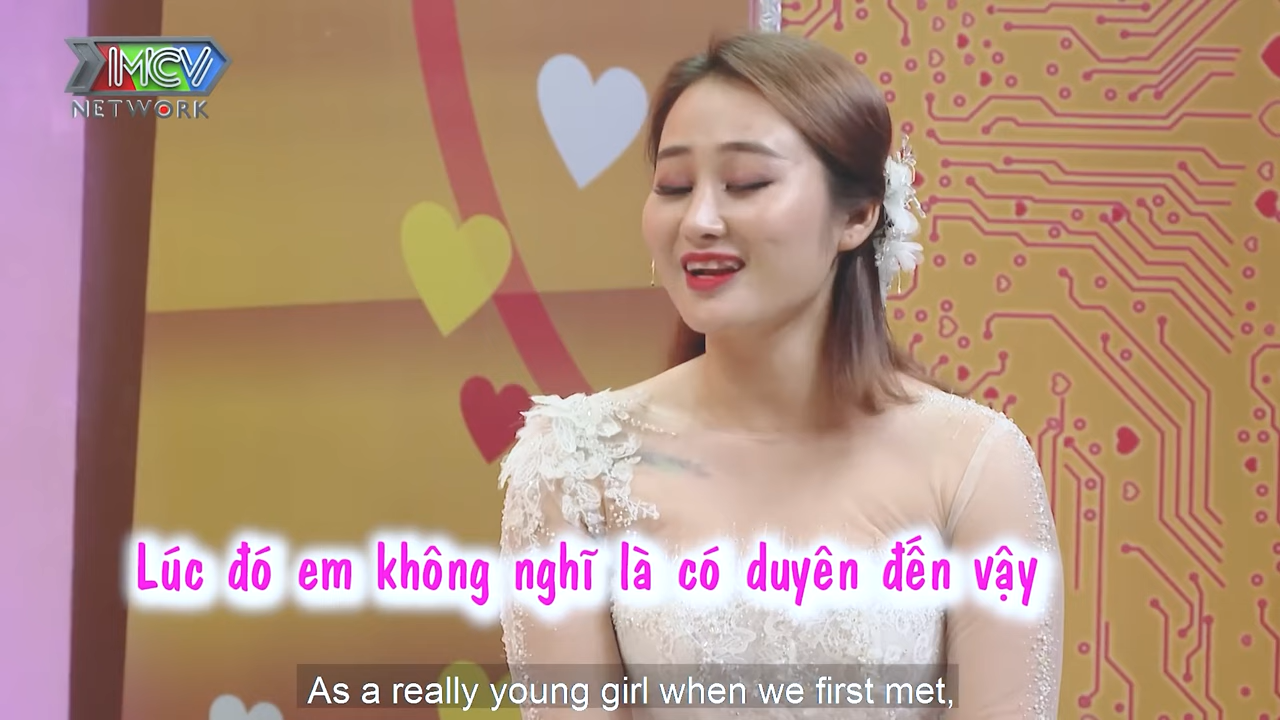 MCV
NETWORK
Lúc đó em không nghĩ là có duyên đến vậy
As a really young girl when we first met,